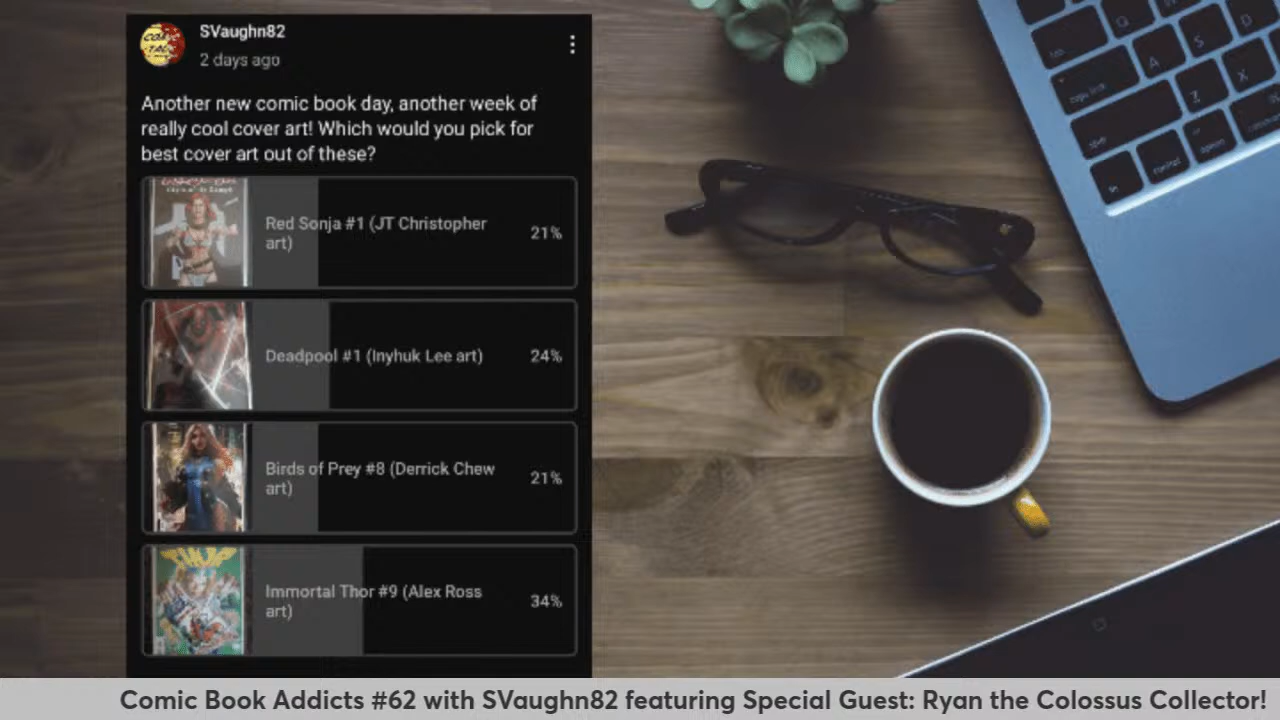 SVaughn82
2 days ago
Another new comic book day, another week of
really cool cover art! Which would you pick for
best cover art out of these?
Red Sonja #1 (JT Christopher
art)
21%
Deadpool #1 (Inyhuk Lee art)
24%
Birds of Prey #8 (Derrick Chew
art)
21%
THOR
Immortal Thor #9 (Alex Ross
art)
34%
Q
D
A
S
Z
X
Comic Book Addicts #62 with SVaughn82 featuring Special Guest: Ryan the Colossus Collector!